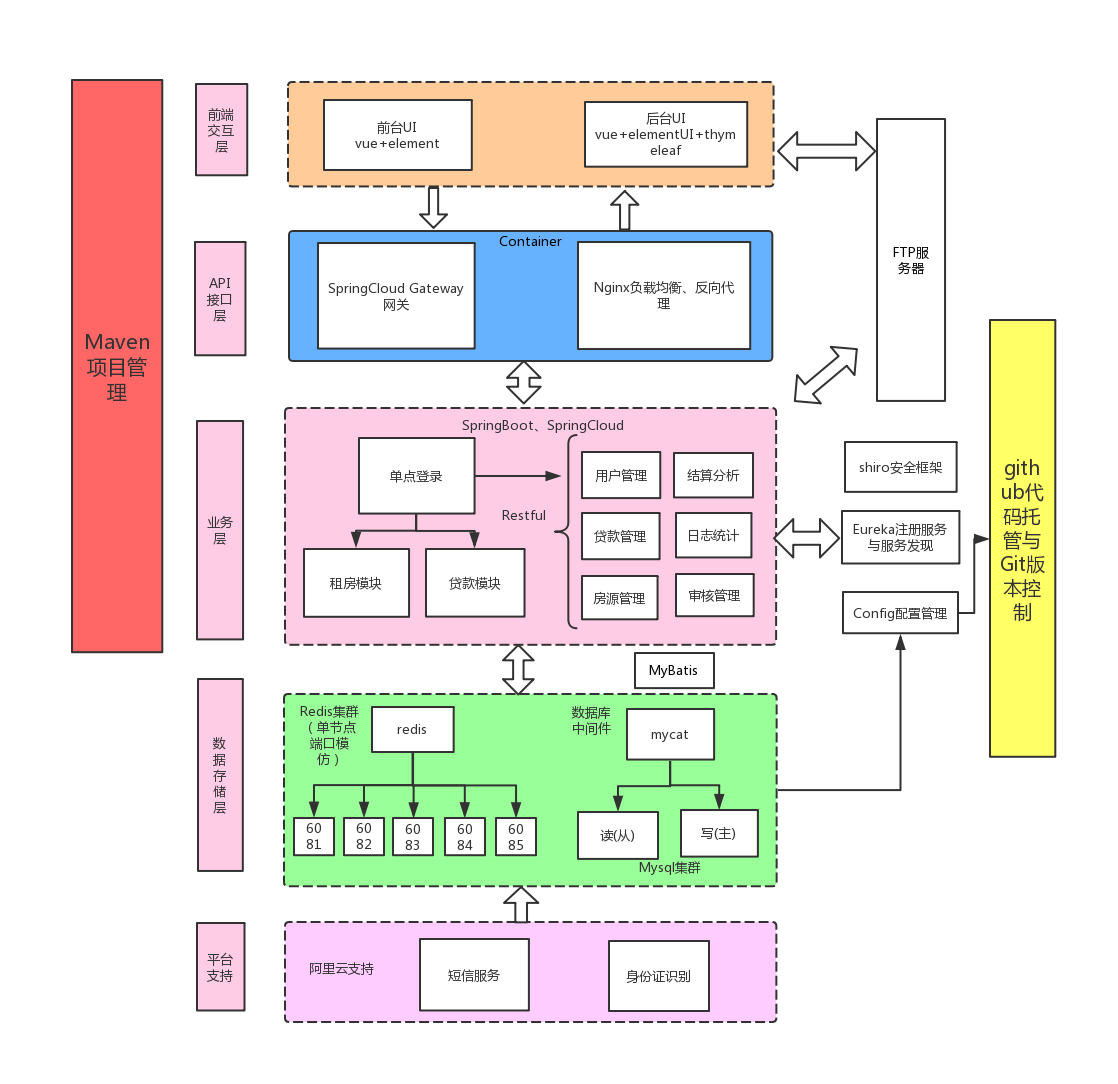 Maven
项目管
理
前端
交互
层
前台UI
vue+element
后台UI
vue+elementUI+thym
eleaf
FTP服
务器
API
接口
层
Container
SpringCloud Gateway
网关
Nginx负载均衡、反向代
理
业务
层
SpringBoot、SpringCloud
单点登录
Restful
租房模块
贷款模块
用户管理
结算分析
贷款管理
日志统计
房源管理
审核管理
shiro安全框架
Eureka注册服务
与服务发现
Config配置管理
gith
ub代
码托
管与
Git版
本控
制
MyBatis
数
据
存
储
层
Redis集群
（单节点
端口模
仿）
redis
60
81
60
82
60
83
60
84
60
85
数据库
中间件
mycat
读(从)
写(主)
Mysql集群
平台
支持
阿里云支持
短信服务
身份证识别